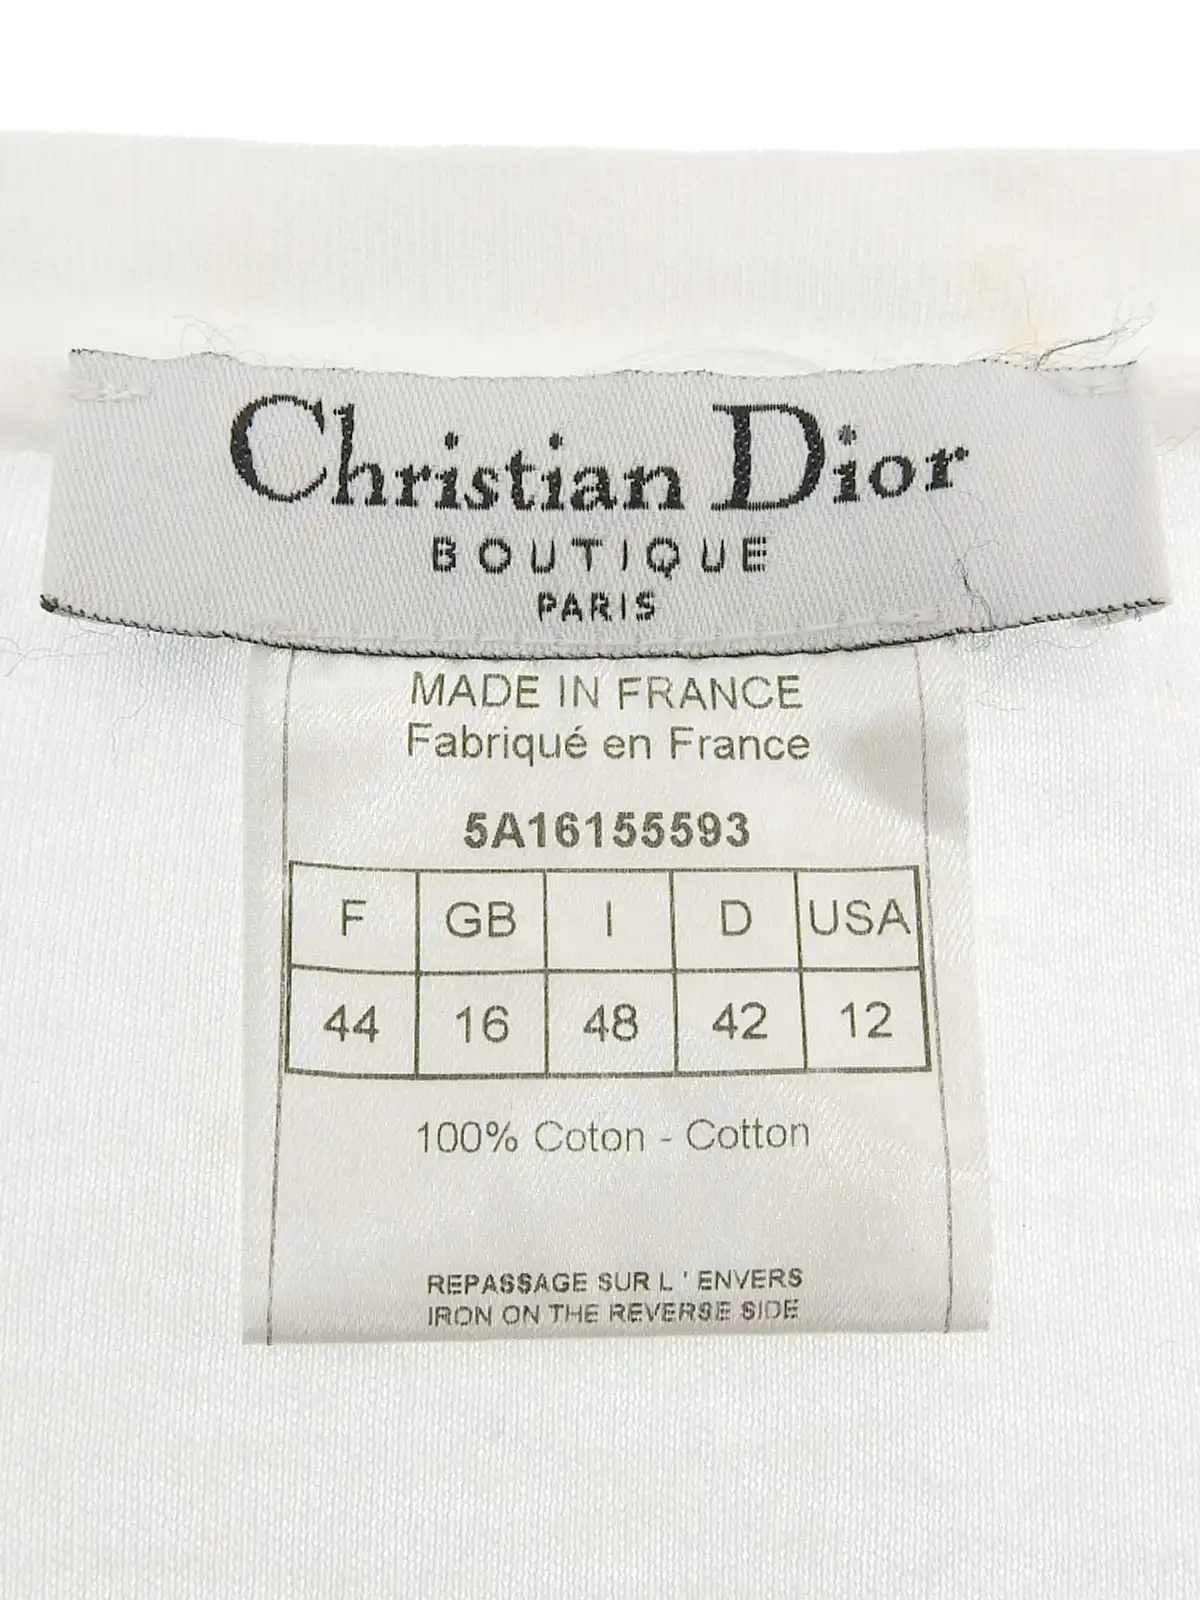 Christian Dior
BOUTIQUE
PARIS
MADE IN FRANCE
Fabriqué en France
5A16155593
F GB I D USA
44 16 48 42 12
100% Coton - Cotton
REPASSAGE SUR L ' ENVERS
IRON ON THE REVERSE SIDE